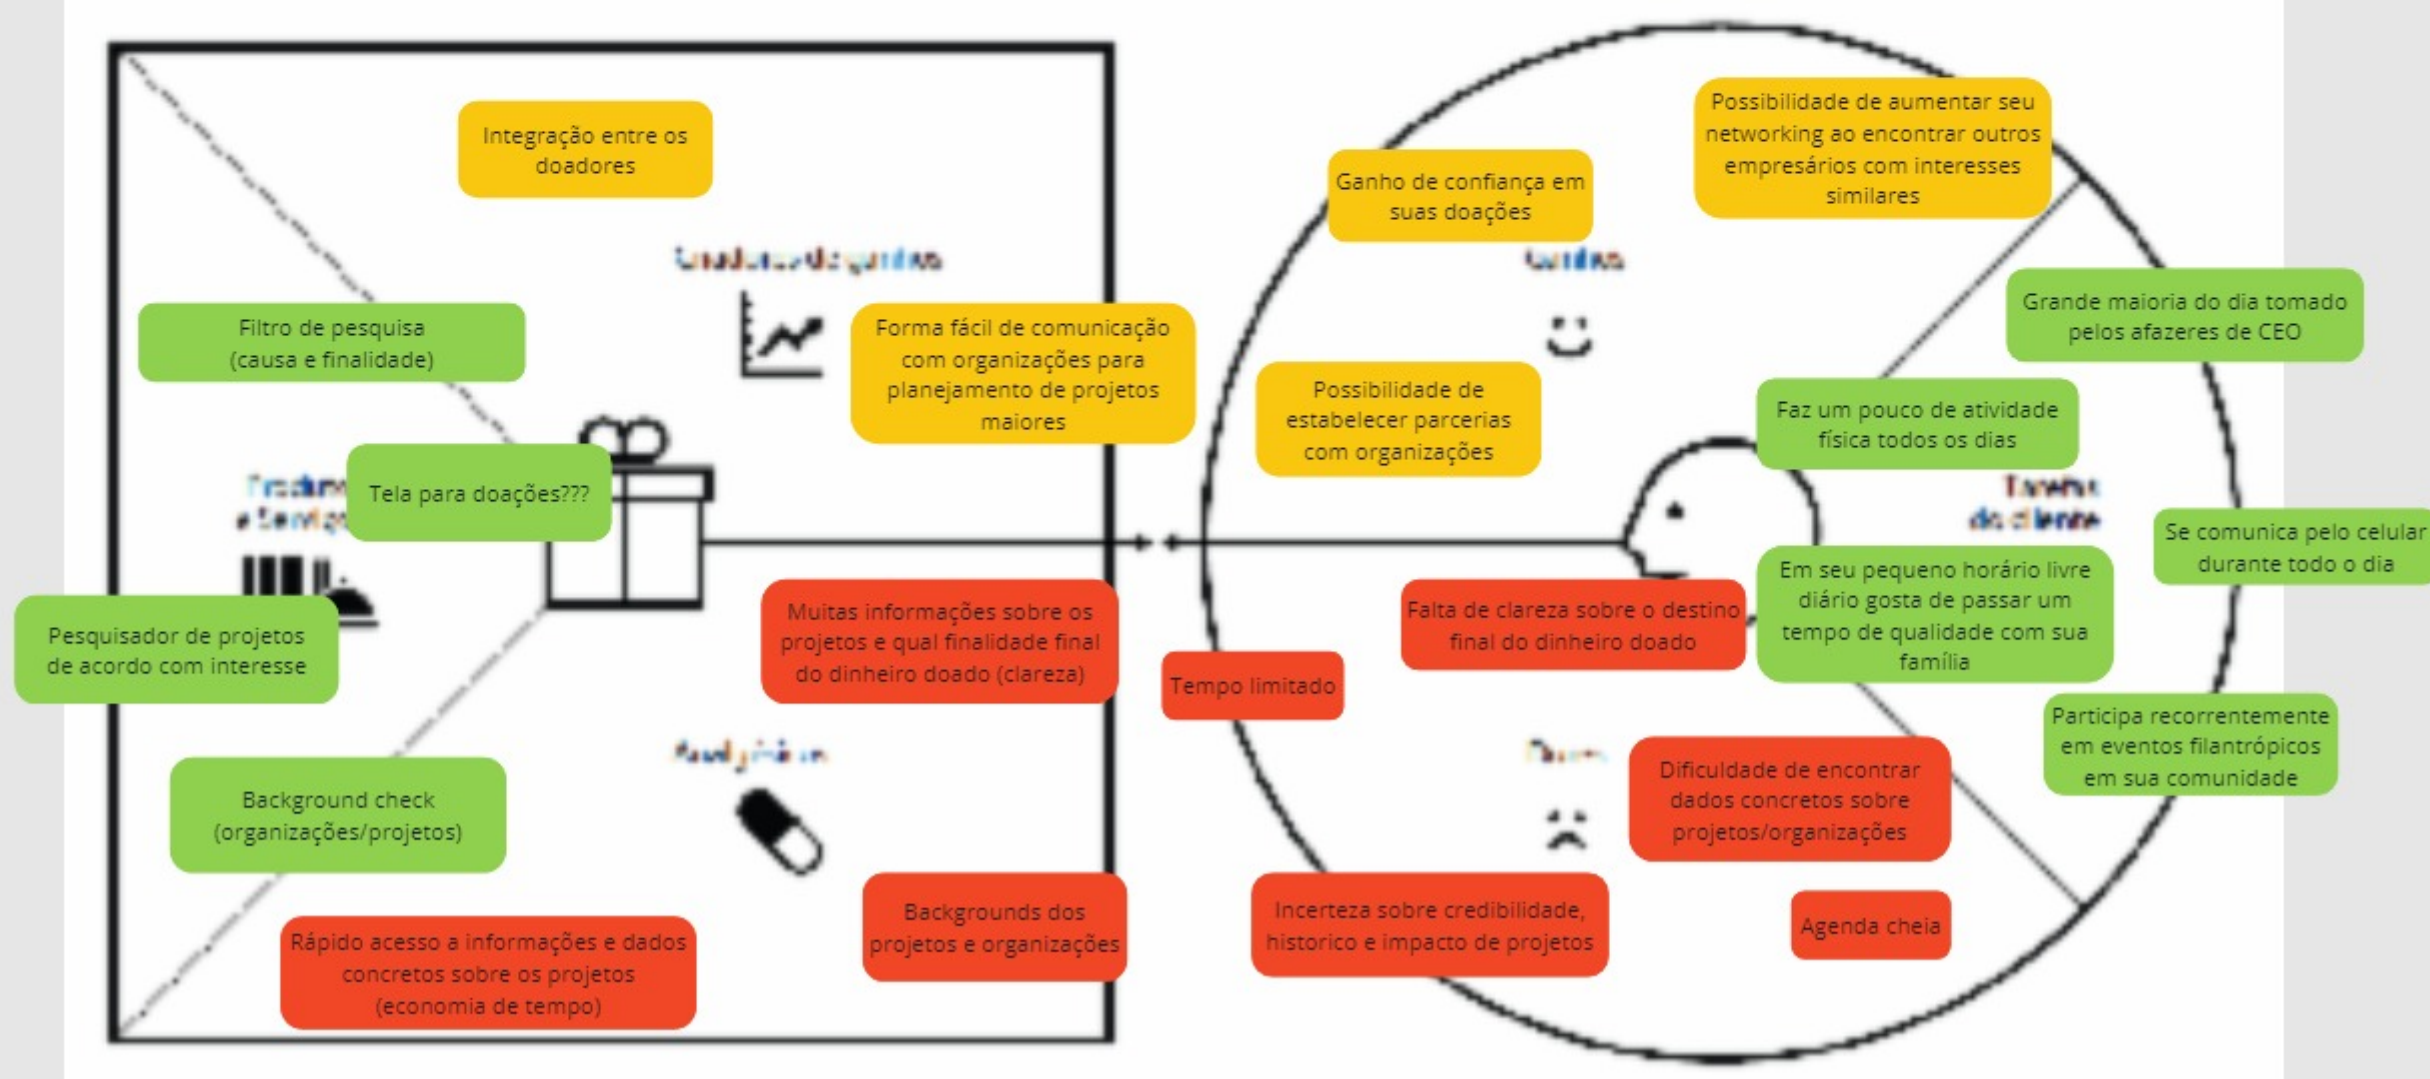 Integração entre os
doadores
Filtro de pesquisa
(causa e finalidade)
Forma fácil de comunicação
com organizações para
planejamento de projetos
maiores
Tela para doações???
Pesquisador de projetos
de acordo com interesse
Muitas informações sobre os
projetos e qual finalidade final
do dinheiro doado (clareza)
Background check
(organizações/projetos)
Backgrounds dos
projetos e organizações
Rápido acesso a informações e dados
concretos sobre os projetos
(economia de tempo)
Possibilidade de aumentar seu
networking ao encontrar outros
empresários com interesses
similares
Ganho de confiança em
suas doações
Grande maioria do dia tomado
pelos afazeres de CEO
Possibilidade de
estabelecer parcerias
com organizações
Faz um pouco de atividade
física todos os dias
Tarefas
do cliente
Se comunica pelo celular
durante todo o dia
Em seu pequeno horário livre
diário gosta de passar um
tempo de qualidade com sua
família
Falta de clareza sobre o destino
final do dinheiro doado
Tempo limitado
Participa recorrentemente
em eventos filantrópicos
em sua comunidade
Dificuldade de encontrar
dados concretos sobre
projetos/organizações
Incerteza sobre credibilidade,
historico e impacto de projetos
Agenda cheia